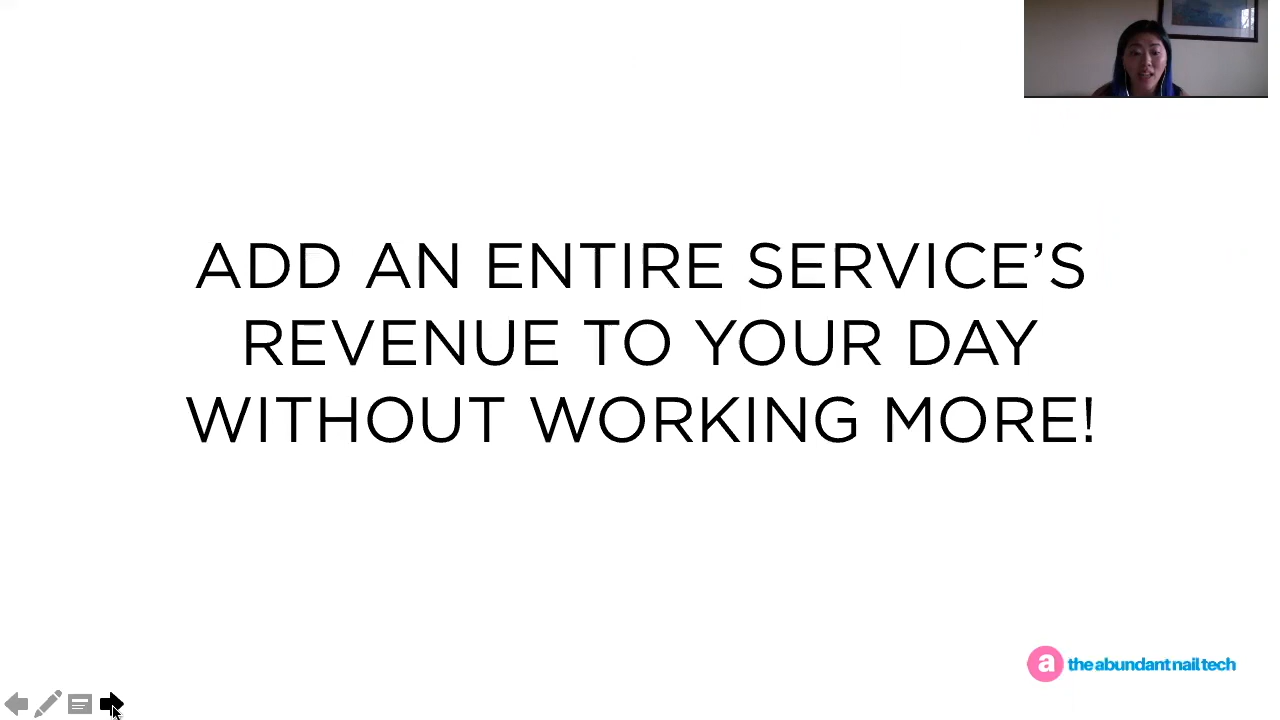 ADD AN ENTIRE SERVICE’S
REVENUE TO YOUR DAY
WITHOUT WORKING MORE!
a the abundant nail tech